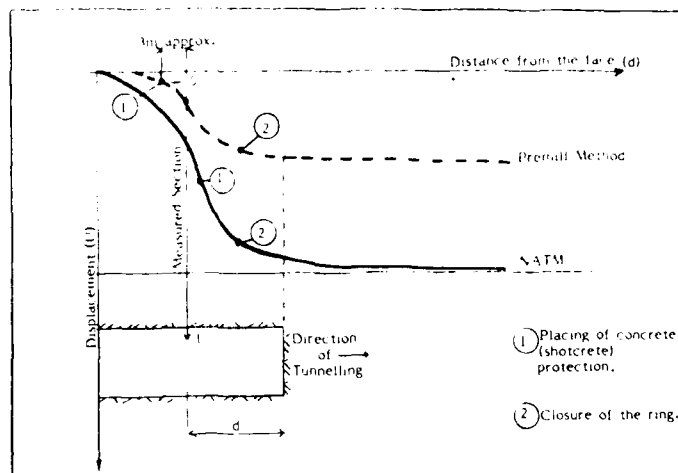 3m approx.
Distance from the face (d)
1
2
Premill Method
Measured Section
1
2
NATM
Displacement (U)
Direction
of
Tunnelling
d
1 Placing of concrete
(shotcrete)
protection.
2 Closure of the ring.